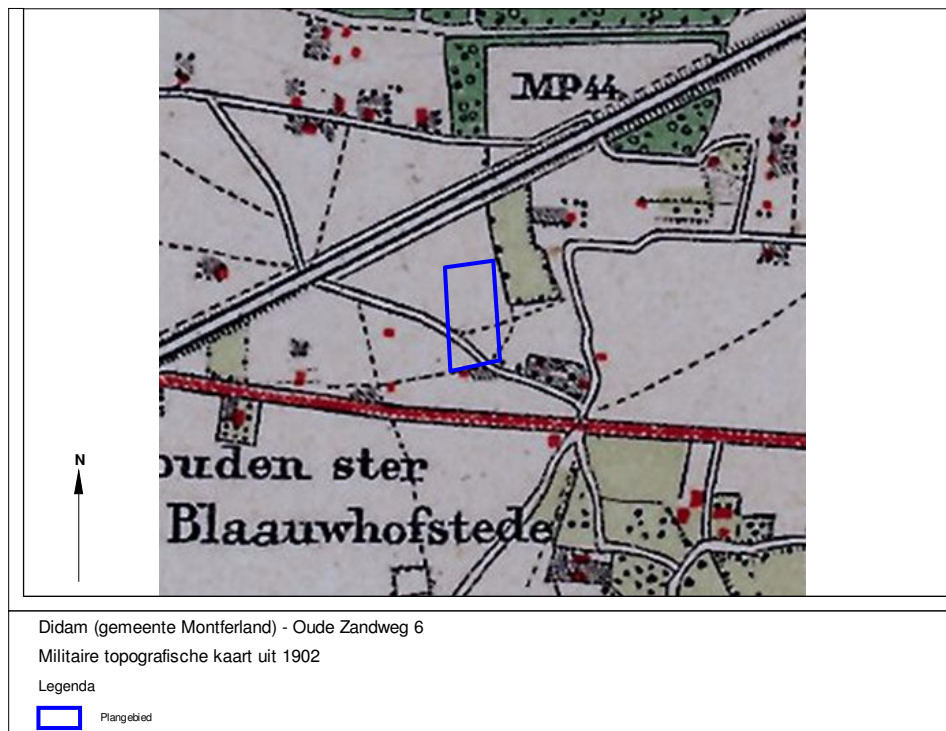 MP44
N
ouden ster
Blaauwhofstede
Didam (gemeente Montferland) - Oude Zandweg 6
Militaire topografische kaart uit 1902
Legenda
Plangebied